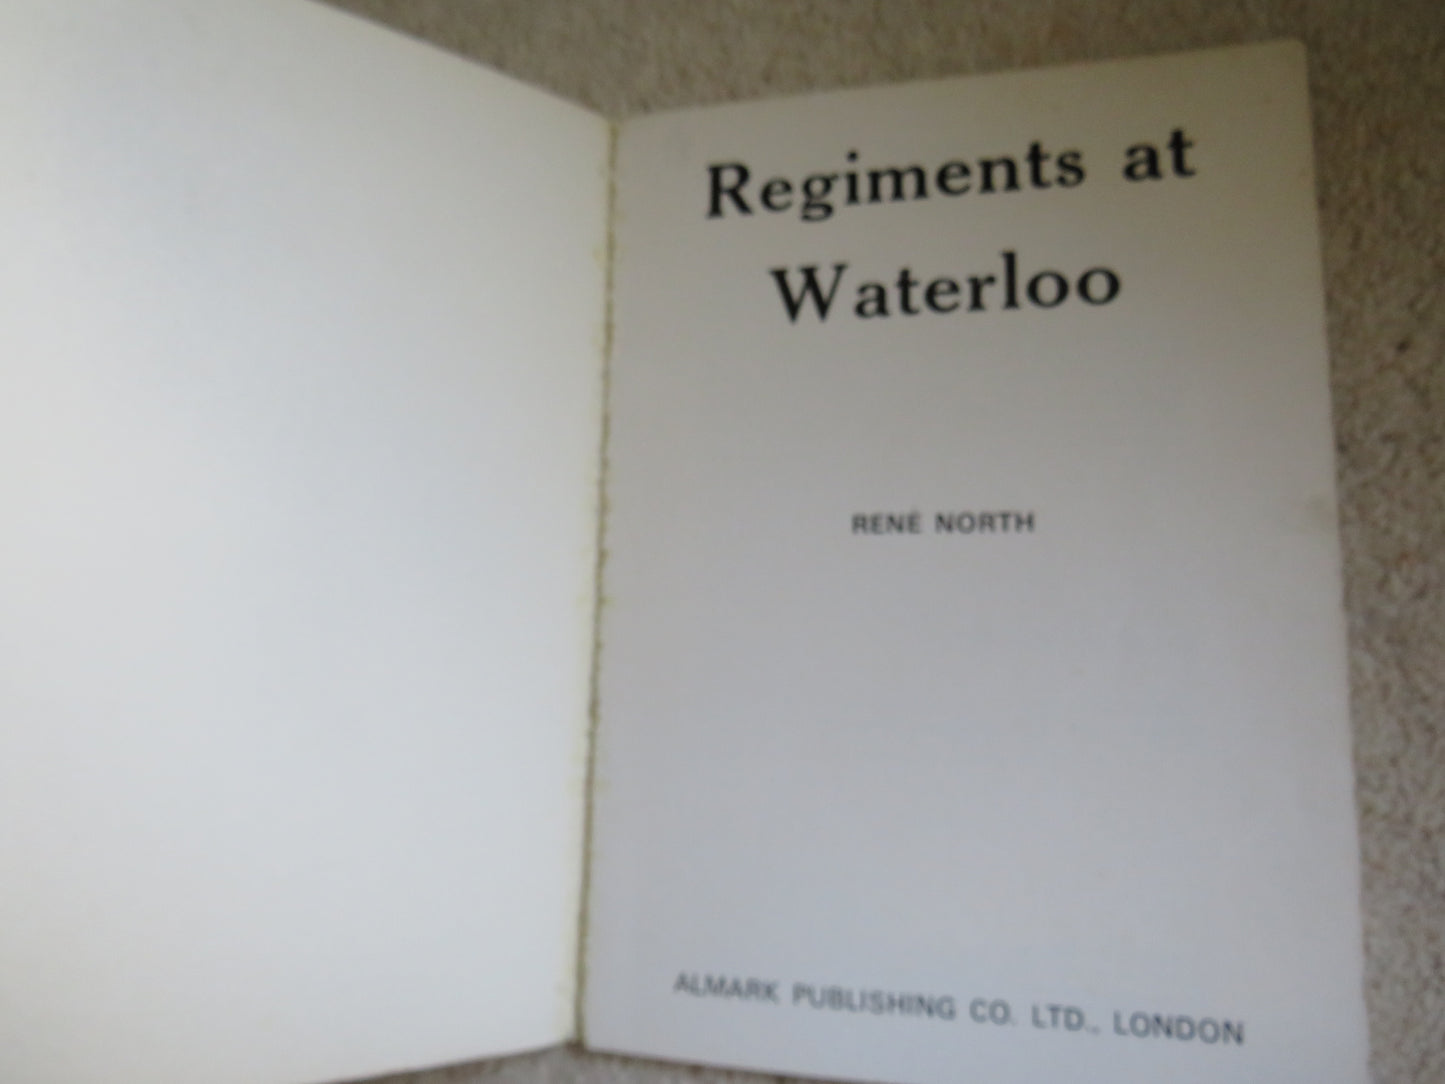 Regiments at
Waterloo
RENÉ NORTH
ALMARK PUBLISHING CO. LTD., LONDON